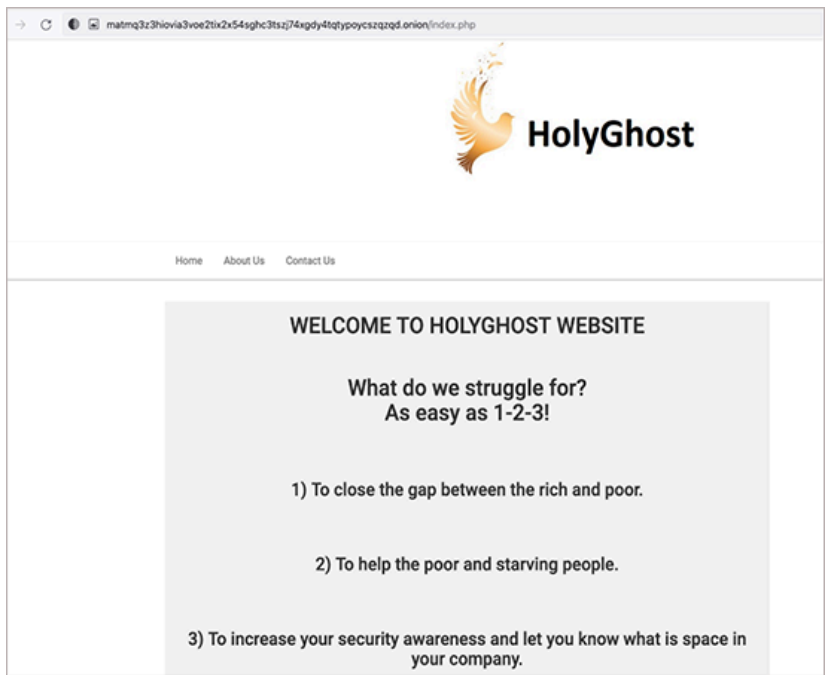 matmq3z3hiovia3voe2tix2x54sghc3tszj74xgdy4tqtypoycszqzqd.onion/index.php
HolyGhost
Home About Us Contact Us
WELCOME TO HOLYGHOST WEBSITE
What do we struggle for?
As easy as 1-2-3!
1) To close the gap between the rich and poor.
2) To help the poor and starving people.
3) To increase your security awareness and let you know what is space in
your company.